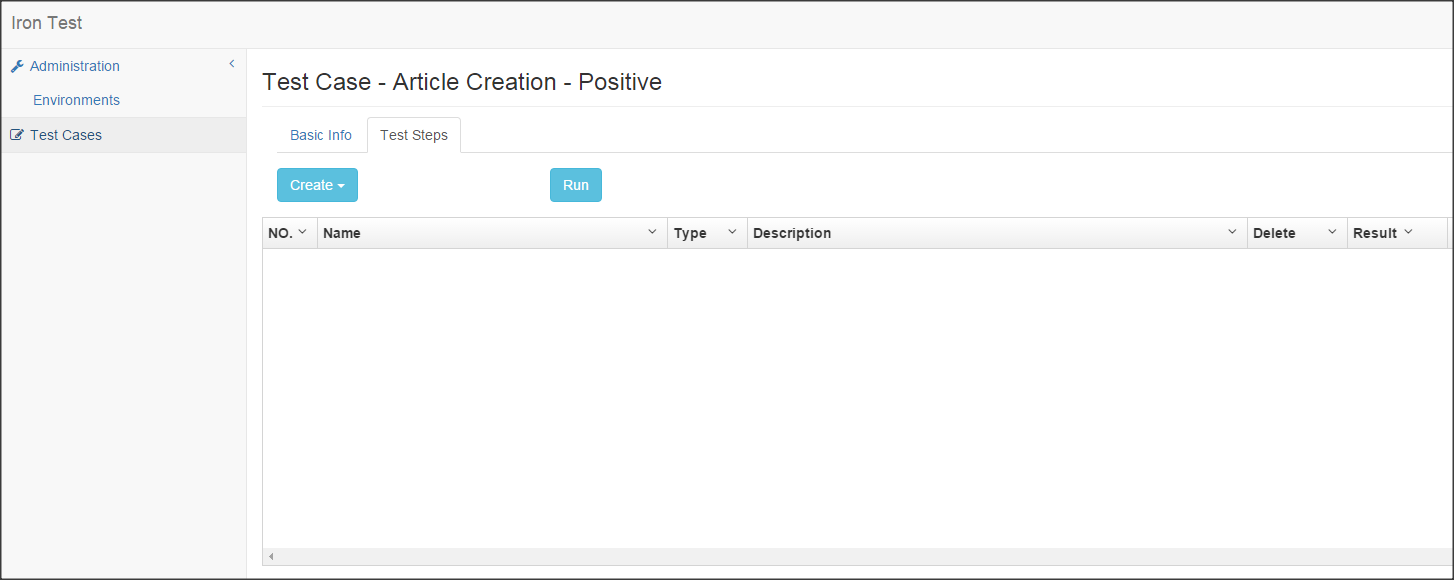 Iron Test
Administration
Environments
Test Cases
Test Case - Article Creation - Positive
Basic Info Test Steps
Create Run
NO. Name Type Description Delete Result